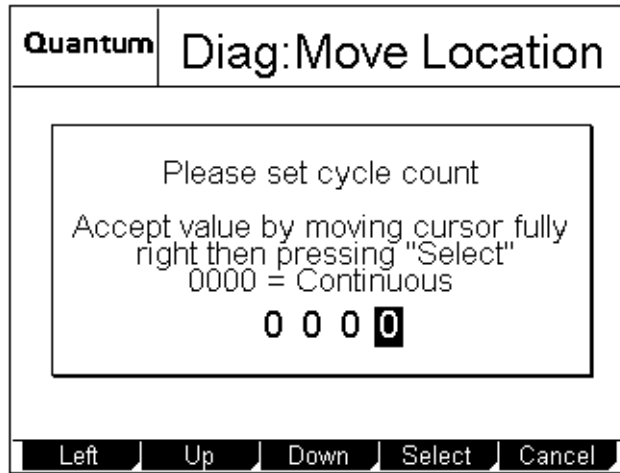 Quantum
Diag:Move Location
Please set cycle count
Accept value by moving cursor fully
right then pressing "Select"
0000 = Continuous
0 0 0 0
Left Up Down Select Cancel